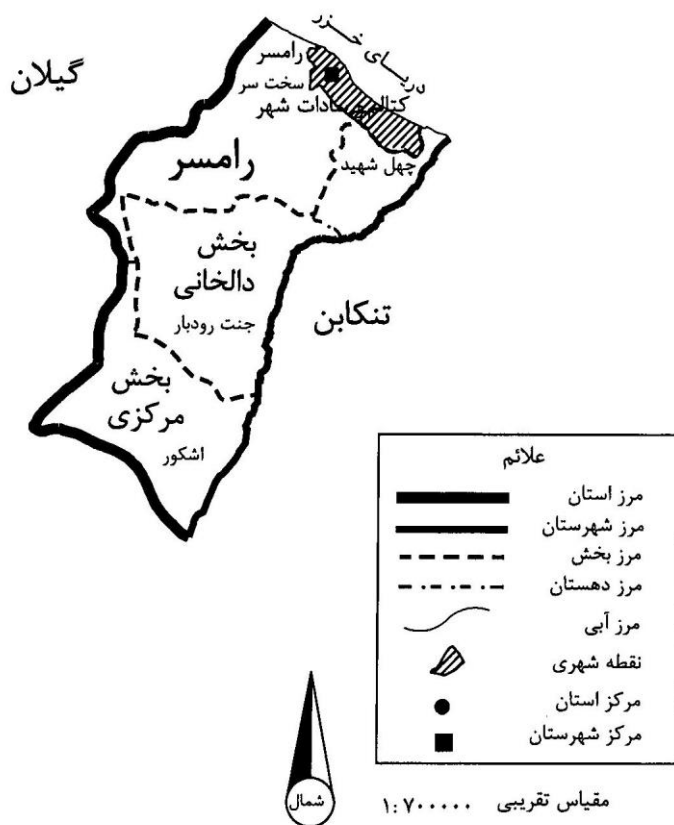 دریای خزر
گیلان
رامسر
سخت سر
کتالم و سادات شهر
رامسر
چهل شهید
بخش
دالخانی
جنت رودبار
تنکابن
بخش
مرکزی
اشکور
علائم
مرز استان
مرز شهرستان
مرز بخش
مرز دهستان
مرز آبی
نقطه شهری
مرکز استان
مرکز شهرستان
شمال
مقیاس تقریبی ۱:۷۰۰۰۰۰